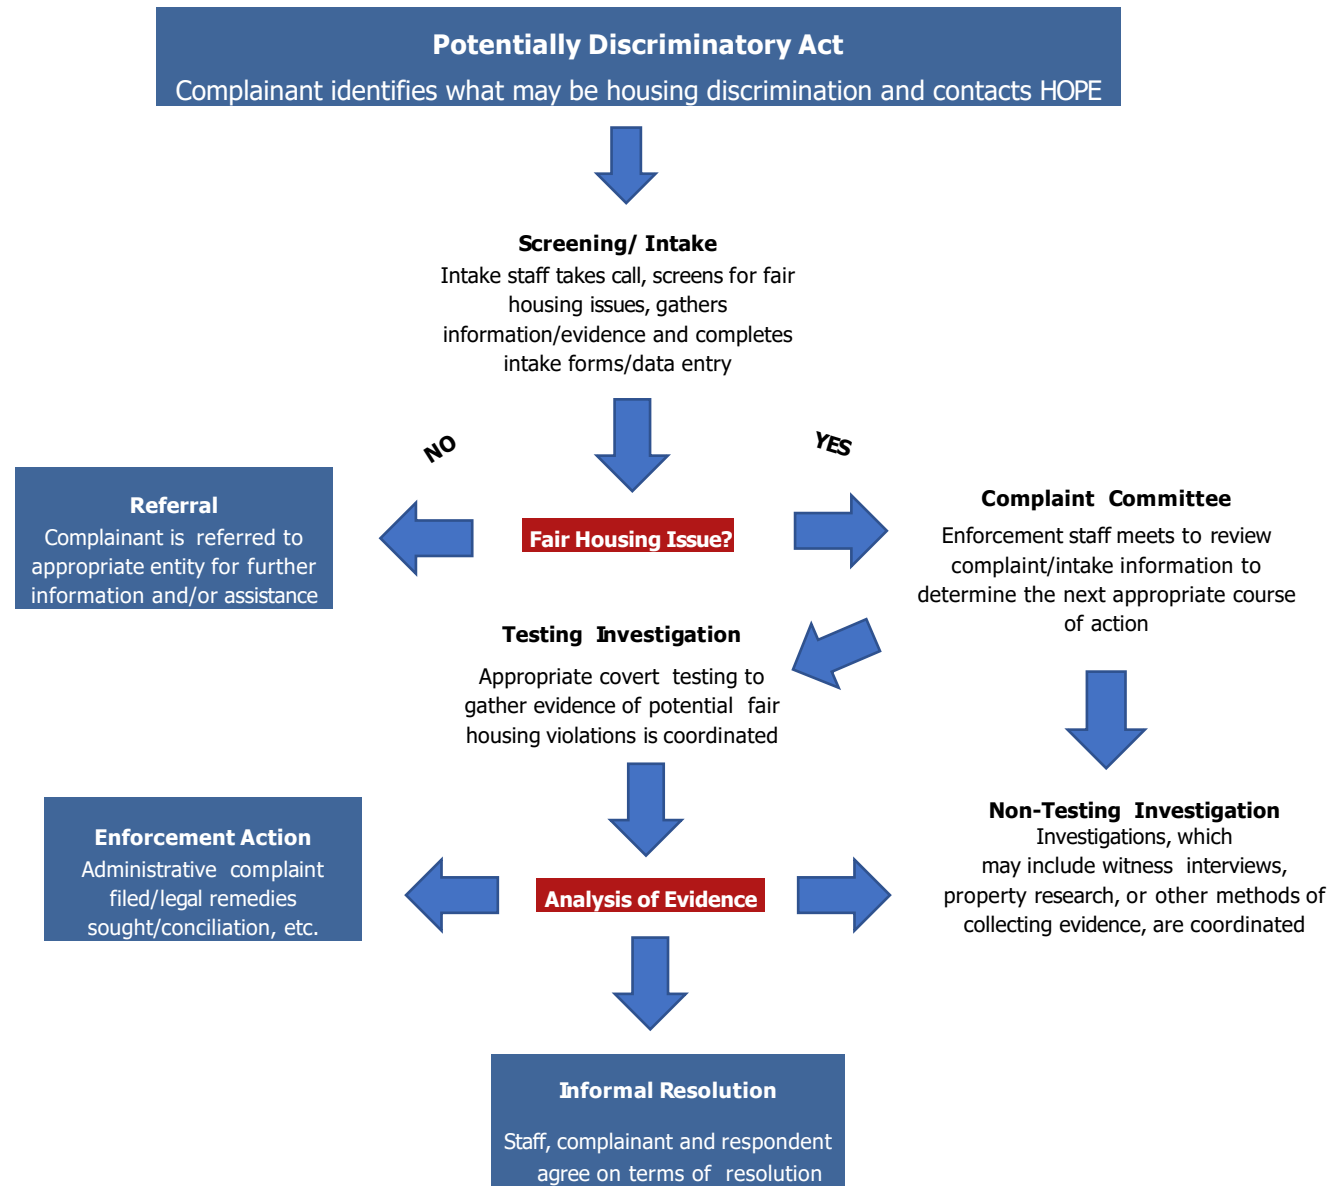 Potentially Discriminatory Act
Complainant identifies what may be housing discrimination and contacts HOPE
Screening/ Intake
Intake staff takes call, screens for fair
housing issues, gathers
information/evidence and completes
intake forms/data entry
NO
YES
Referral
Complainant is referred to
appropriate entity for further
information and/or assistance
Fair Housing Issue?
Complaint Committee
Enforcement staff meets to review
complaint/intake information to
determine the next appropriate course
of action
Testing Investigation
Appropriate covert testing to
gather evidence of potential fair
housing violations is coordinated
Enforcement Action
Administrative complaint
filed/legal remedies
sought/conciliation, etc.
Analysis of Evidence
Non-Testing Investigation
Investigations, which
may include witness interviews,
property research, or other methods of
collecting evidence, are coordinated
Informal Resolution
Staff, complainant and respondent
agree on terms of resolution